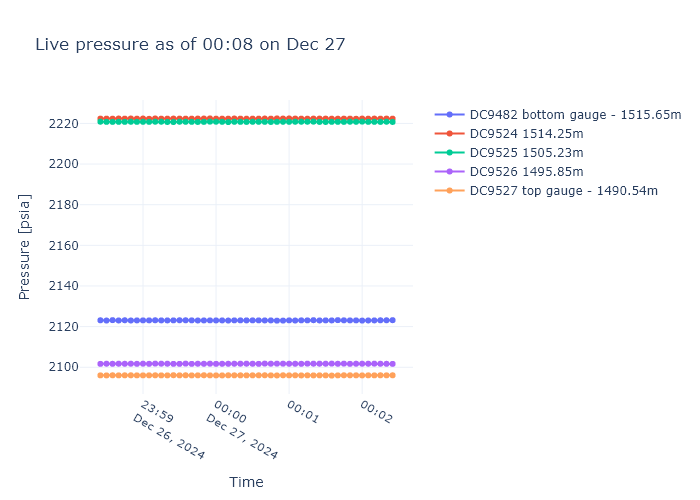 Live pressure as of 00:08 on Dec 27
DC9482 bottom gauge - 1515.65m
DC9524 1514.25m
DC9525 1505.23m
DC9526 1495.85m
DC9527 top gauge - 1490.54m
Pressure [psia]
2220
2200
2180
2160
2140
2120
2100
23:59
Dec 26, 2024
00:00
Dec 27, 2024
00:01
00:02
Time